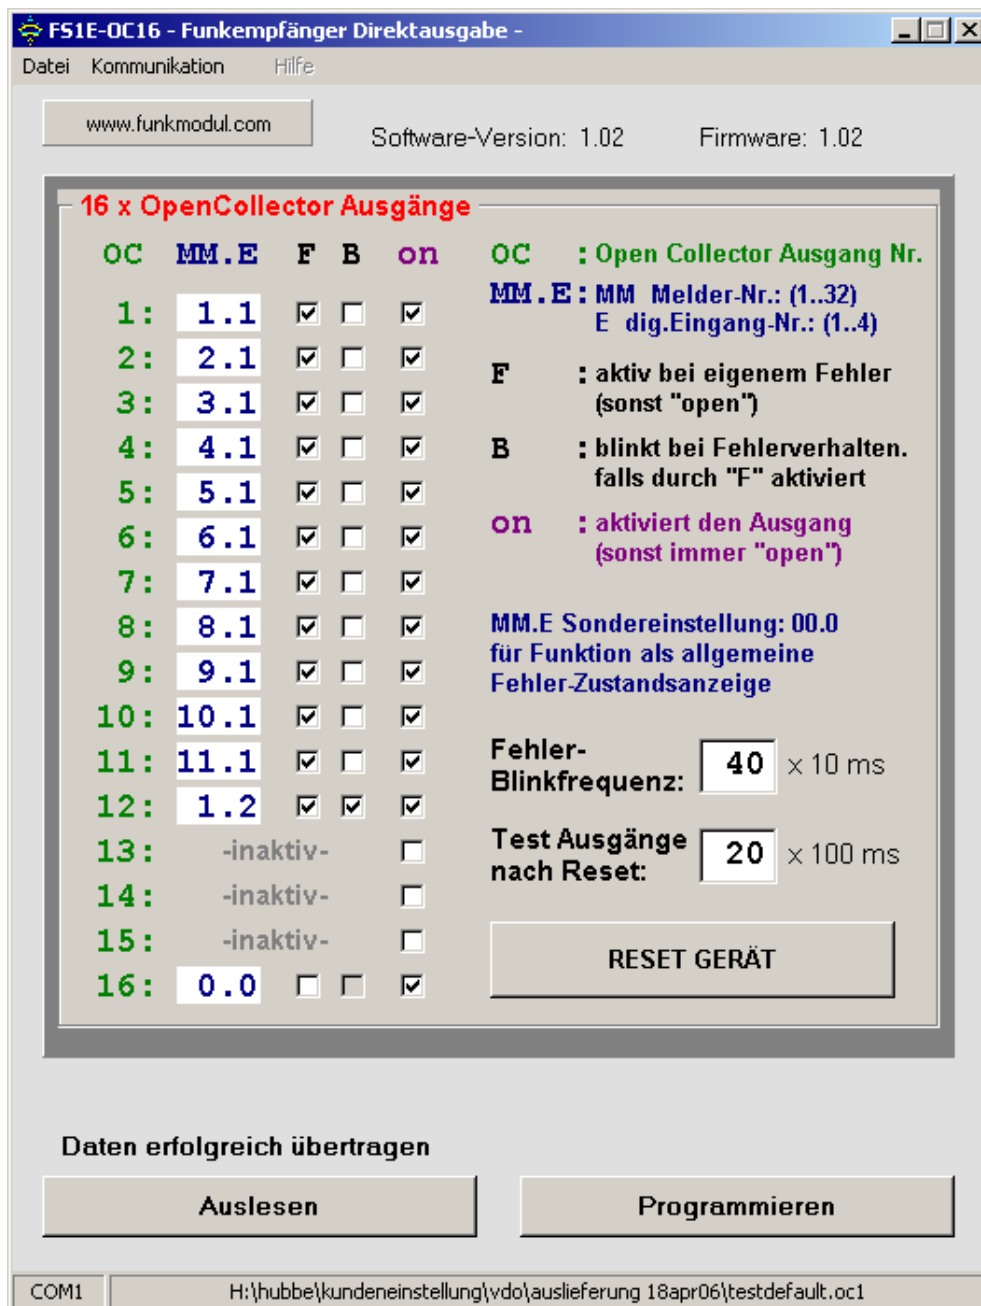 FS1E-OC16 - Funkempfänger Direktausgabe -
Datei Kommunikation Hilfe
www.funkmodul.com
Software-Version: 1.02 Firmware: 1.02
16 x OpenCollector Ausgänge
OC MM.E F B on
1: 1.1
2: 2.1
3: 3.1
4: 4.1
5: 5.1
6: 6.1
7: 7.1
8: 8.1
9: 9.1
10: 10.1
11: 11.1
12: 1.2
13: -inaktiv-
14: -inaktiv-
15: -inaktiv-
16: 0.0
OC : Open Collector Ausgang Nr.
MM.E : MM Melder-Nr.: (1..32)
E dig.Eingang-Nr.: (1..4)
F : aktiv bei eigenem Fehler
(sonst "open")
B : blinkt bei Fehlerverhalten.
falls durch "F" aktiviert
on : aktiviert den Ausgang
(sonst immer "open")
MM.E Sondereinstellung: 00.0
für Funktion als allgemeine
Fehler-Zustandsanzeige
Fehler-
Blinkfrequenz: 40 x 10 ms
Test Ausgänge
nach Reset: 20 x 100 ms
RESET GERÄT
Daten erfolgreich übertragen
Auslesen Programmieren
COM1 H:\hubbe\kundeneinstellung\vdo\auslieferung 18apr06\testdefault.oc1